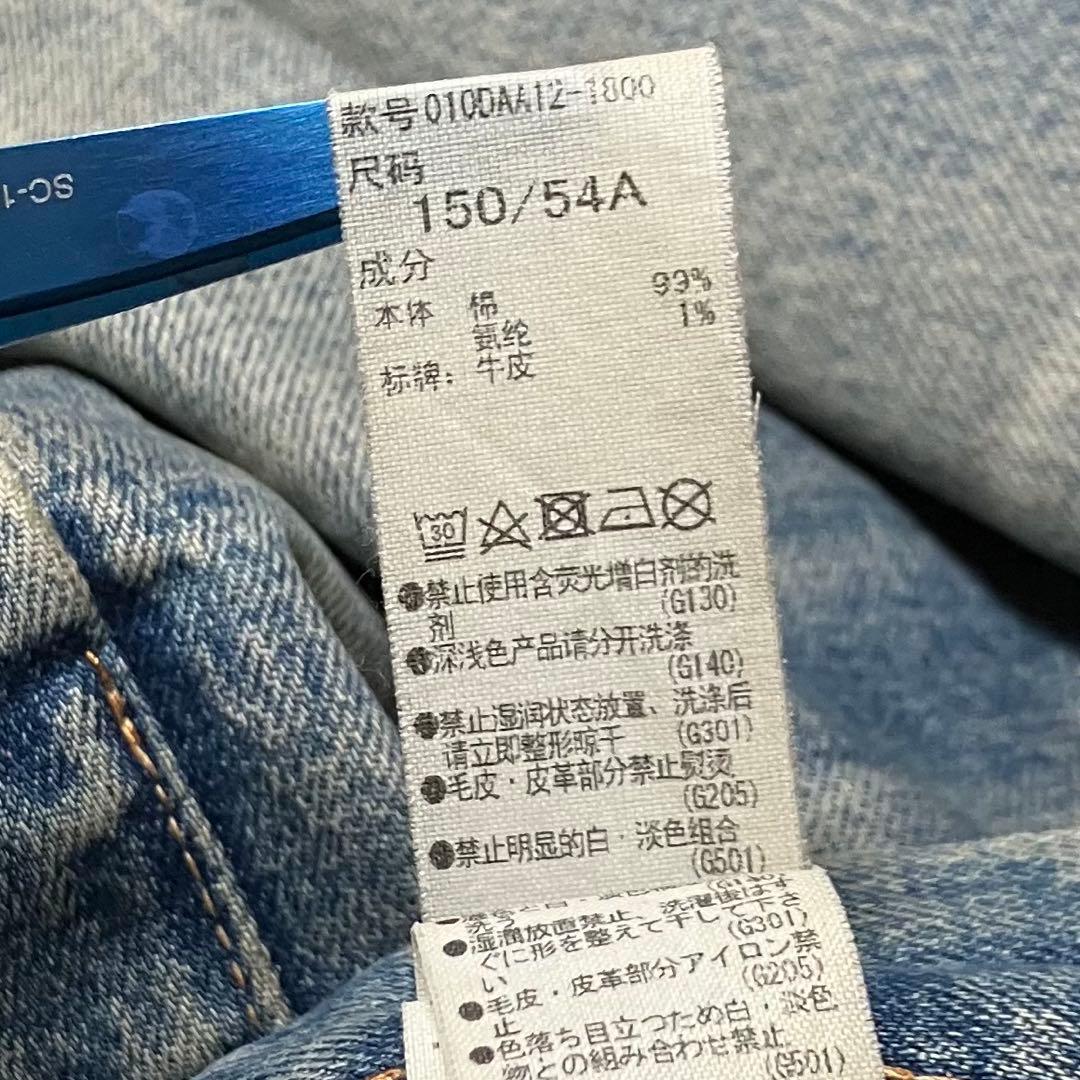 款号010DAA12-1800
尺码
150/54A
成分
本体 棉 99%
氨纶 1%
标牌: 牛皮
30
●禁止使用含荧光增白剂的洗
剂 (G130)
●深浅色产品请分开洗涤
(G140)
●禁止湿润状态放置、洗涤后
请立即整形晾干 (G301)
●毛皮・皮革部分禁止熨烫
(G205)
●禁止明显的白・淡色组合
(G501)
●湿潤放置禁止、洗濯後はす
ぐに形を整えて干して下さ
い (G301)
●毛皮・皮革部分アイロン禁
止 (G205)
●色落ち目立つため白・淡色
物との組み合わせ禁止
(G501)
SC-1